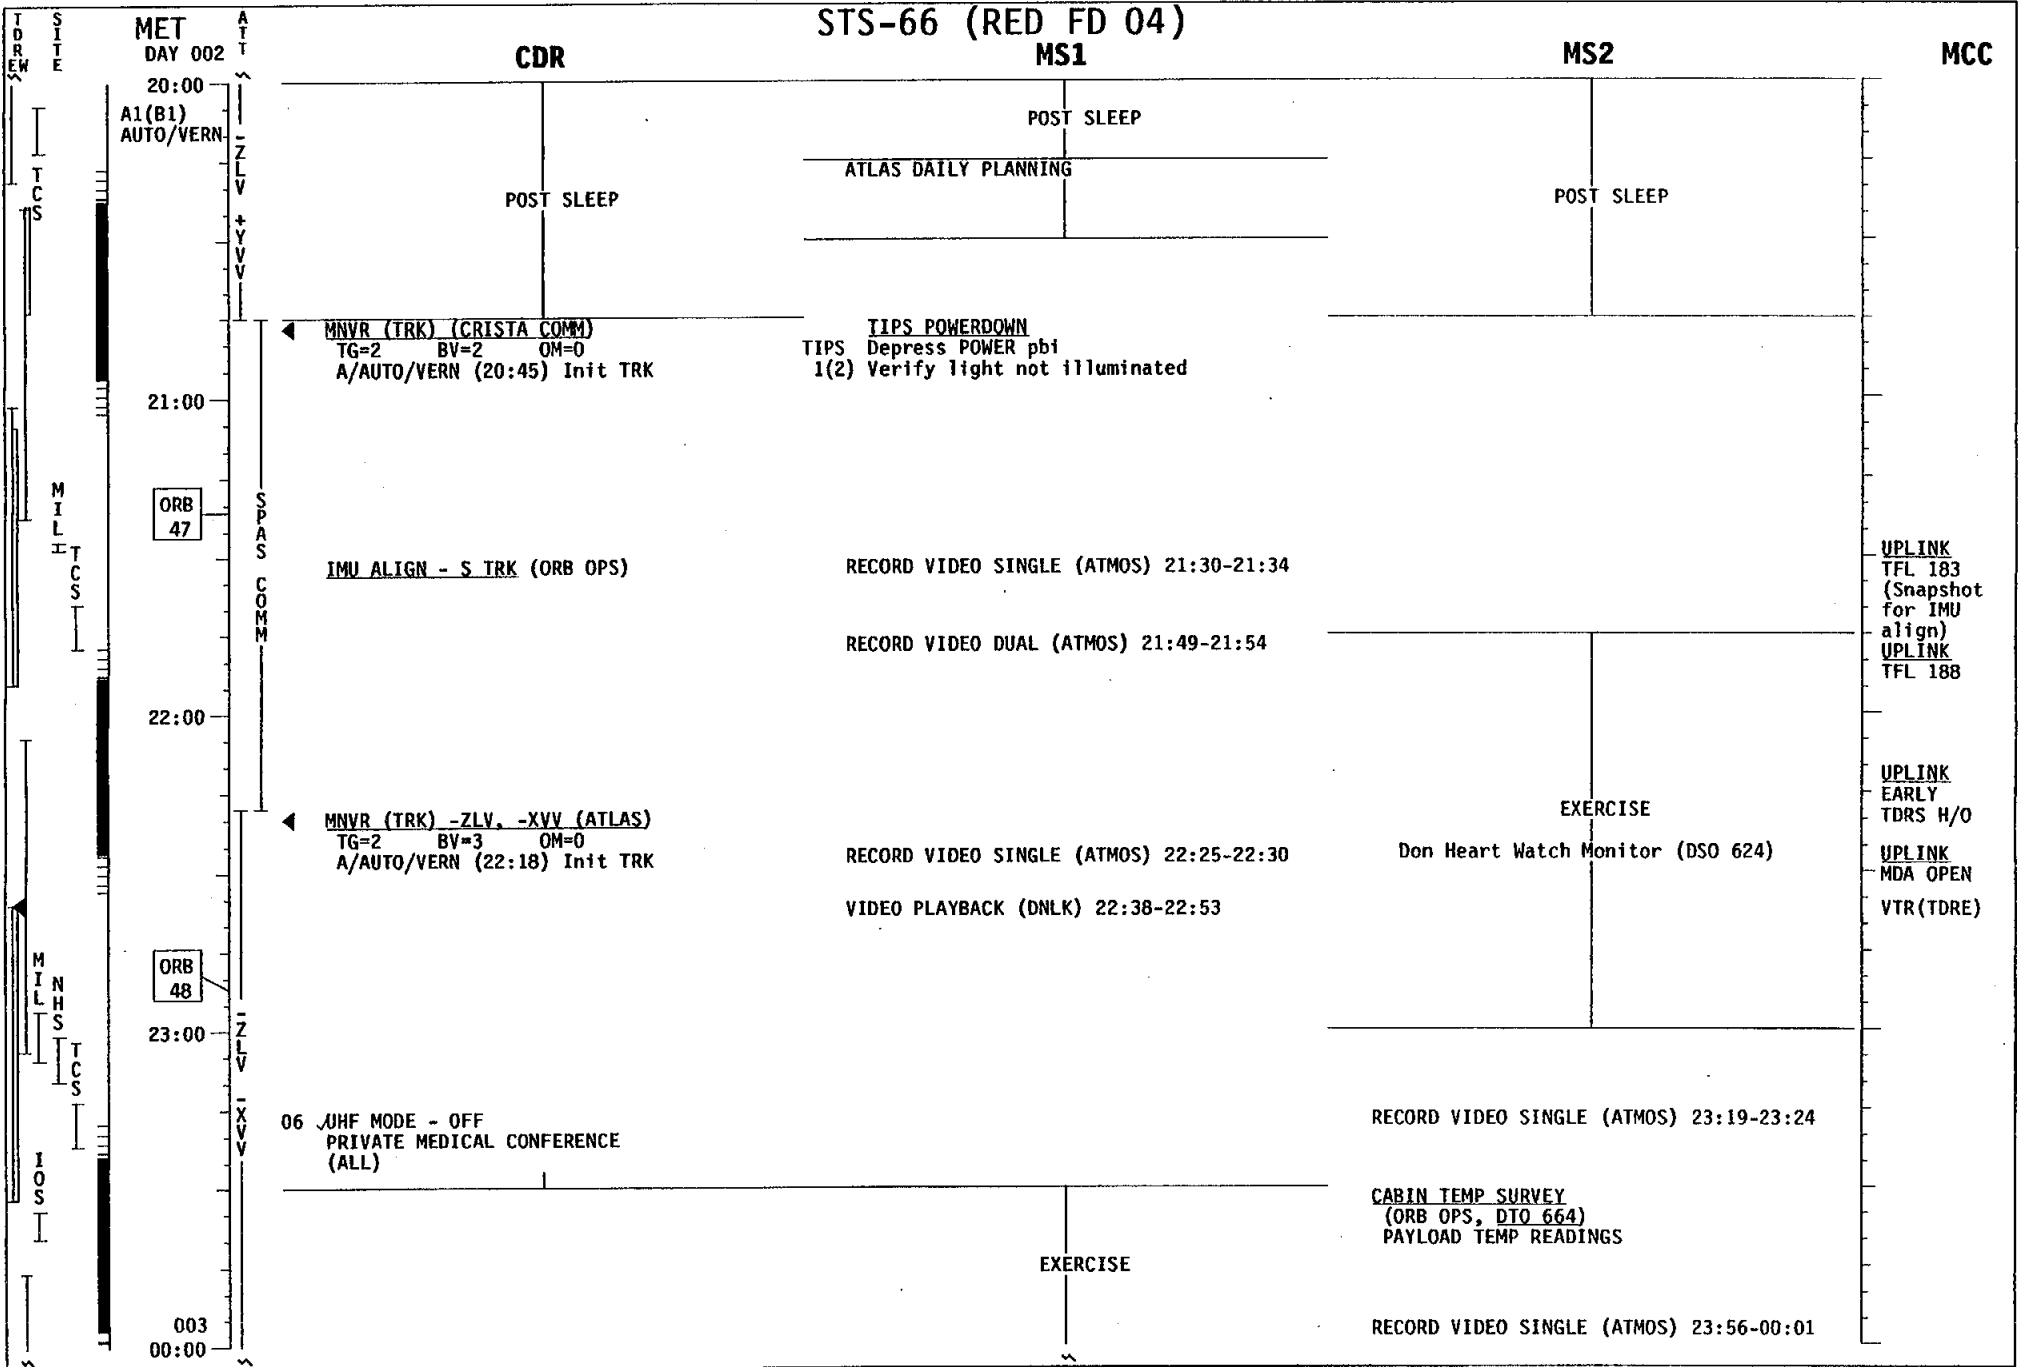 STS-66 (RED FD 04)
TDRE W
SITE
MET
DAY 002
ATT
CDR
MS1
MS2
MCC
20:00
A1(B1)
AUTO/VERN
TCS
-ZLV +YVV
POST SLEEP
POST SLEEP
ATLAS DAILY PLANNING
POST SLEEP
MNVR (TRK) (CRISTA COMM)
TG=2 BV=2 OM=0
A/AUTO/VERN (20:45) Init TRK
TIPS POWERDOWN
TIPS Depress POWER pbi
1(2) Verify light not illuminated
21:00
MIL
TCS
ORB
47
SPAS COMM
IMU ALIGN - S TRK (ORB OPS)
RECORD VIDEO SINGLE (ATMOS) 21:30-21:34
RECORD VIDEO DUAL (ATMOS) 21:49-21:54
UPLINK
TFL 183
(Snapshot
for IMU
align)
UPLINK
TFL 188
22:00
MNVR (TRK) -ZLV, -XVV (ATLAS)
TG=2 BV=3 OM=0
A/AUTO/VERN (22:18) Init TRK
RECORD VIDEO SINGLE (ATMOS) 22:25-22:30
VIDEO PLAYBACK (DNLK) 22:38-22:53
EXERCISE
Don Heart Watch Monitor (DSO 624)
UPLINK
EARLY
TDRS H/O
UPLINK
MDA OPEN
VTR(TDRE)
MIL
NHS
TCS
ORB
48
23:00
-ZLV -XVV
06 ✓UHF MODE - OFF
PRIVATE MEDICAL CONFERENCE
(ALL)
RECORD VIDEO SINGLE (ATMOS) 23:19-23:24
IOS
EXERCISE
CABIN TEMP SURVEY
(ORB OPS, DTO 664)
PAYLOAD TEMP READINGS
RECORD VIDEO SINGLE (ATMOS) 23:56-00:01
003
00:00